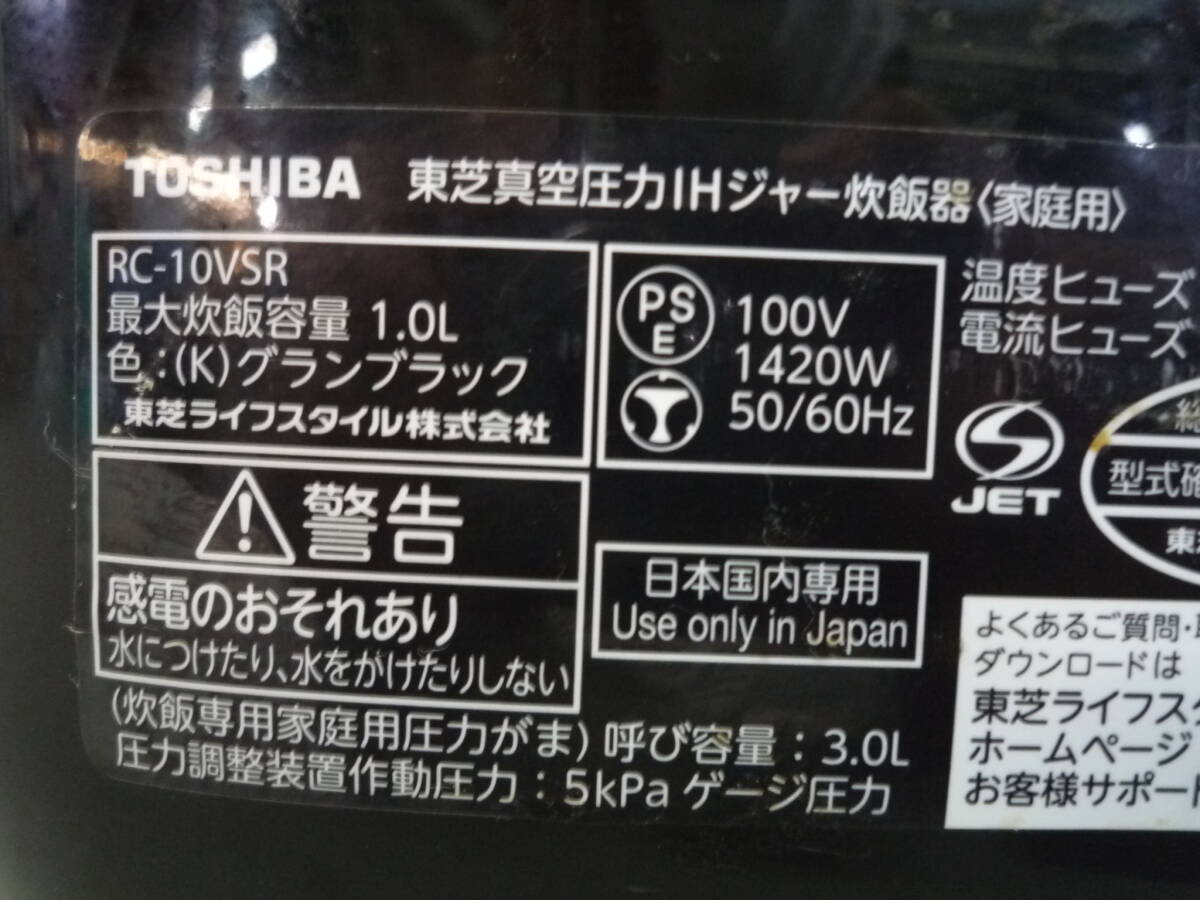 TOSHIBA 東芝真空圧力IHジャー炊飯器〈家庭用〉
RC-10VSR
最大炊飯容量 1.0L
色：(K)グランブラック
東芝ライフスタイル株式会社
PS
E
100V
1420W
50/60Hz
温度ヒューズ
電流ヒューズ
S
JET
型式確
東芝
警告
感電のおそれあり
水につけたり、水をかけたりしない
日本国内専用
Use only in Japan
(炊飯専用家庭用圧力がま) 呼び容量：3.0L
圧力調整装置作動圧力：5kPa ゲージ圧力
よくあるご質問・
ダウンロードは
東芝ライフス
ホームページ
お客様サポート